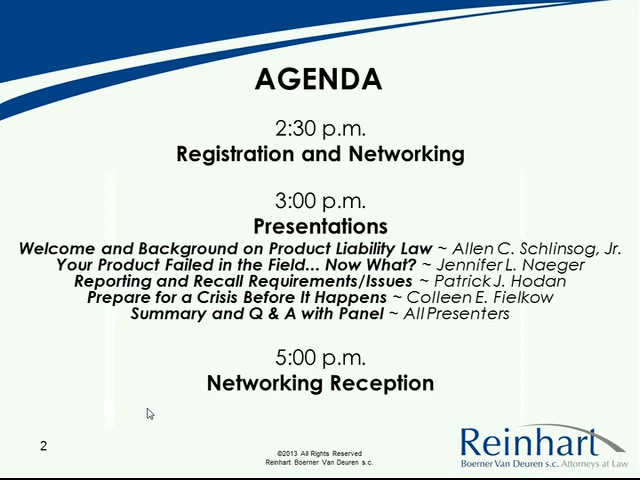 AGENDA
2:30 p.m.
Registration and Networking
3:00 p.m.
Presentations
Welcome and Background on Product Liability Law ~ Allen C. Schlinsog, Jr.
Your Product Failed in the Field... Now What? ~ Jennifer L. Naeger
Reporting and Recall Requirements/Issues ~ Patrick J. Hodan
Prepare for a Crisis Before It Happens ~ Colleen E. Fielkow
Summary and Q & A with Panel ~ All Presenters
5:00 p.m.
Networking Reception
2
©2013 All Rights Reserved
Reinhart Boerner Van Deuren s.c.
Reinhart
Boerner Van Deuren s.c. Attorneys at Law